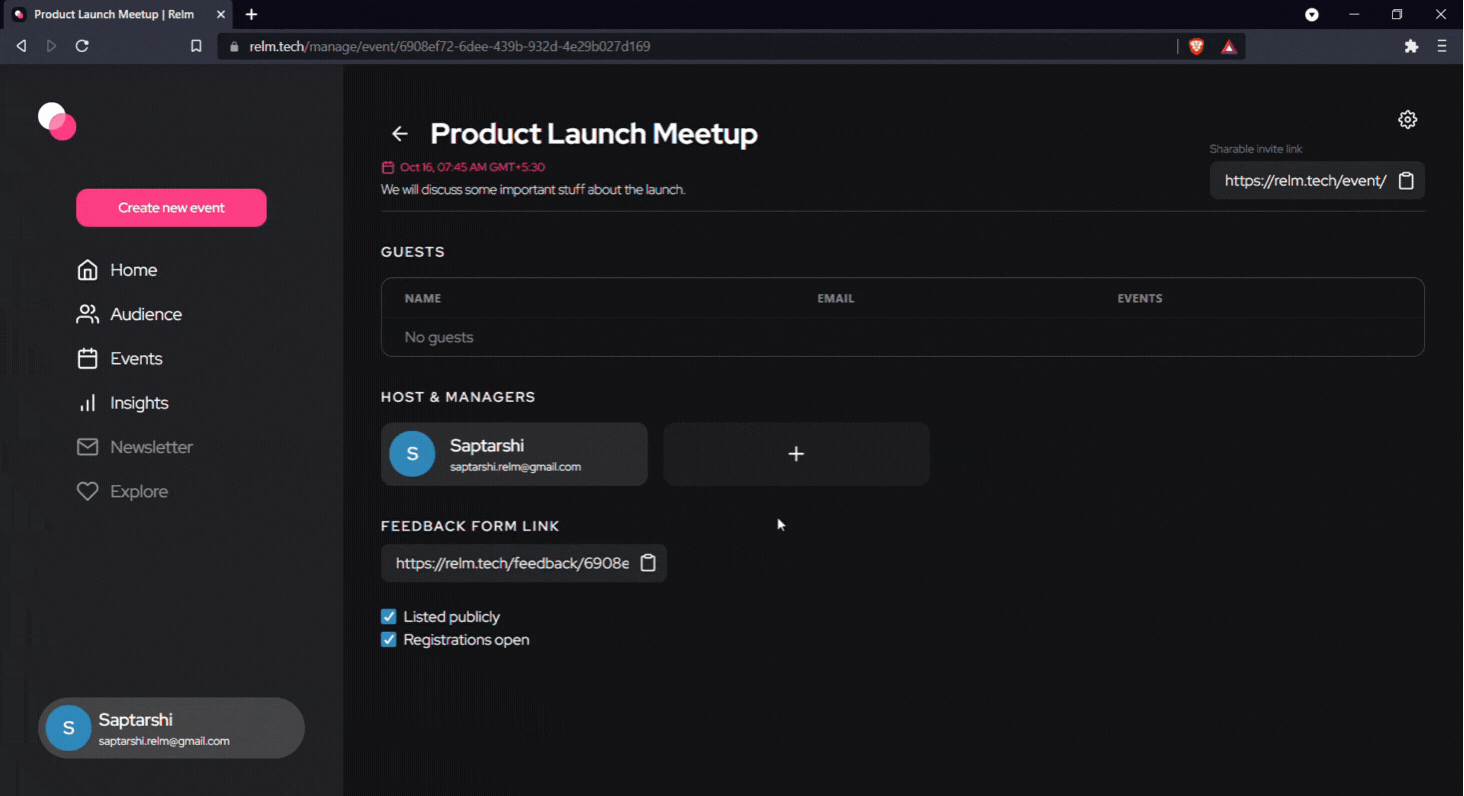 Product Launch Meetup | Relm
relm.tech/manage/event/6908ef72-6dee-439b-932d-4e29b027d169
Create new event
Home
Audience
Events
Insights
Newsletter
Explore
S
Saptarshi
saptarshi.relm@gmail.com
Product Launch Meetup
Oct 16, 07:45 AM GMT+5:30
We will discuss some important stuff about the launch.
Sharable invite link
https://relm.tech/event/
GUESTS
NAME EMAIL EVENTS
No guests
HOST & MANAGERS
S
Saptarshi
saptarshi.relm@gmail.com
FEEDBACK FORM LINK
https://relm.tech/feedback/6908e
Listed publicly
Registrations open